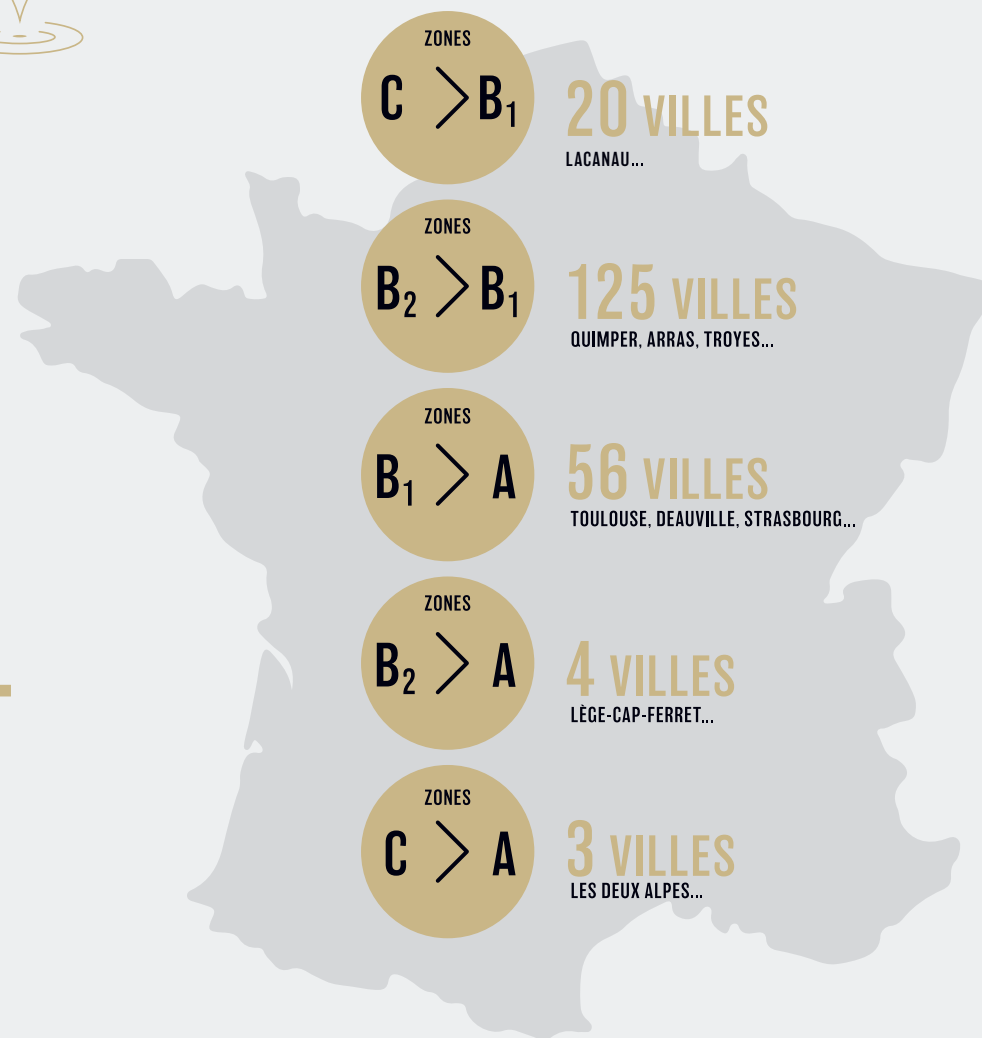 ZONES
C > B₁
20 VILLES
LACANAU...
ZONES
B₂ > B₁
125 VILLES
QUIMPER, ARRAS, TROYES...
ZONES
B₁ > A
56 VILLES
TOULOUSE, DEAUVILLE, STRASBOURG...
ZONES
B₂ > A
4 VILLES
LÈGE-CAP-FERRET...
ZONES
C > A
3 VILLES
LES DEUX ALPES...